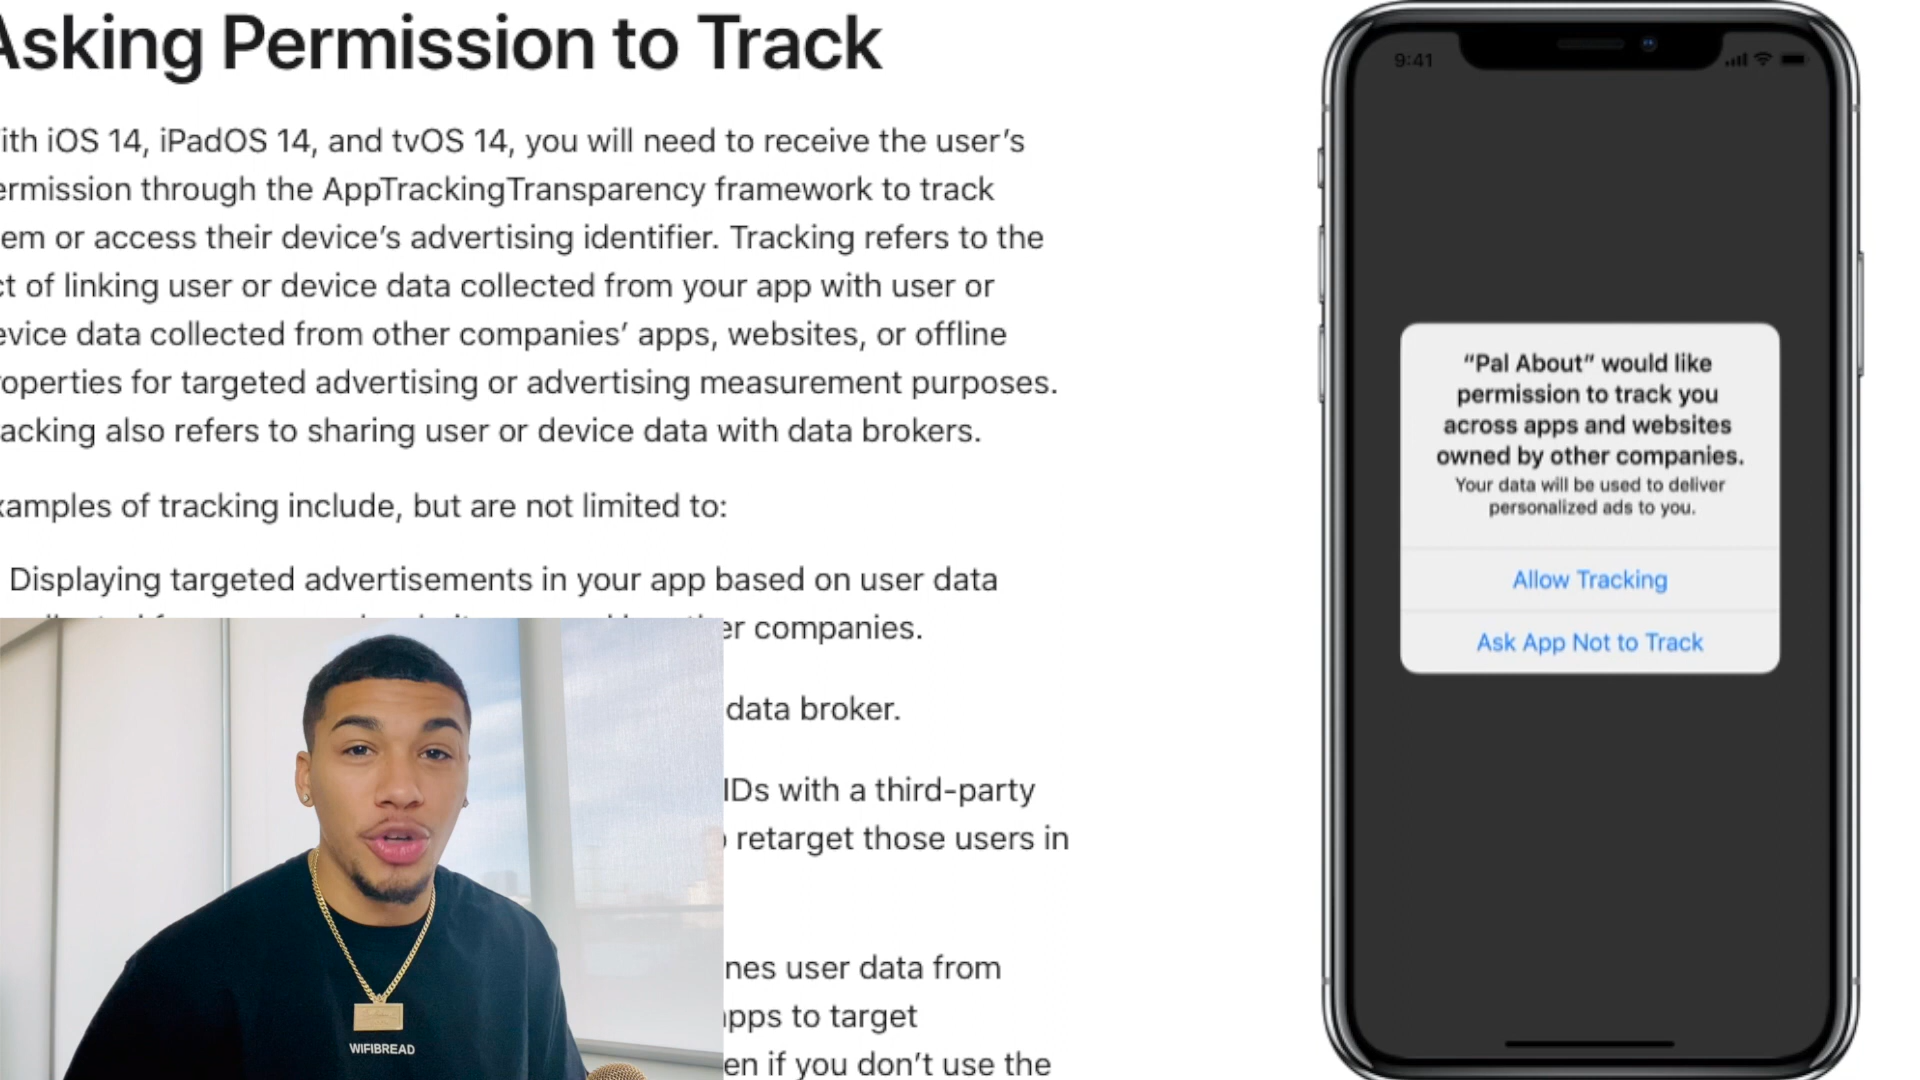 Asking Permission to Track
ith iOS 14, iPadOS 14, and tvOS 14, you will need to receive the user's
ermission through the AppTrackingTransparency framework to track
em or access their device's advertising identifier. Tracking refers to the
ct of linking user or device data collected from your app with user or
evice data collected from other companies' apps, websites, or offline
roperties for targeted advertising or advertising measurement purposes.
acking also refers to sharing user or device data with data brokers.
xamples of tracking include, but are not limited to:
Displaying targeted advertisements in your app based on user data
er companies.
data broker.
IDs with a third-party
retarget those users in
nes user data from
apps to target
en if you don't use the
WIFIBREAD
9:41
“Pal About” would like
permission to track you
across apps and websites
owned by other companies.
Your data will be used to deliver
personalized ads to you.
Allow Tracking
Ask App Not to Track